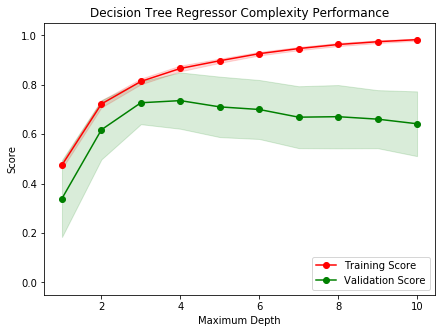 Decision Tree Regressor Complexity Performance
1.0
0.8
0.6
0.4
0.2
0.0
Score
2 4 6 8 10
Maximum Depth
Training Score
Validation Score